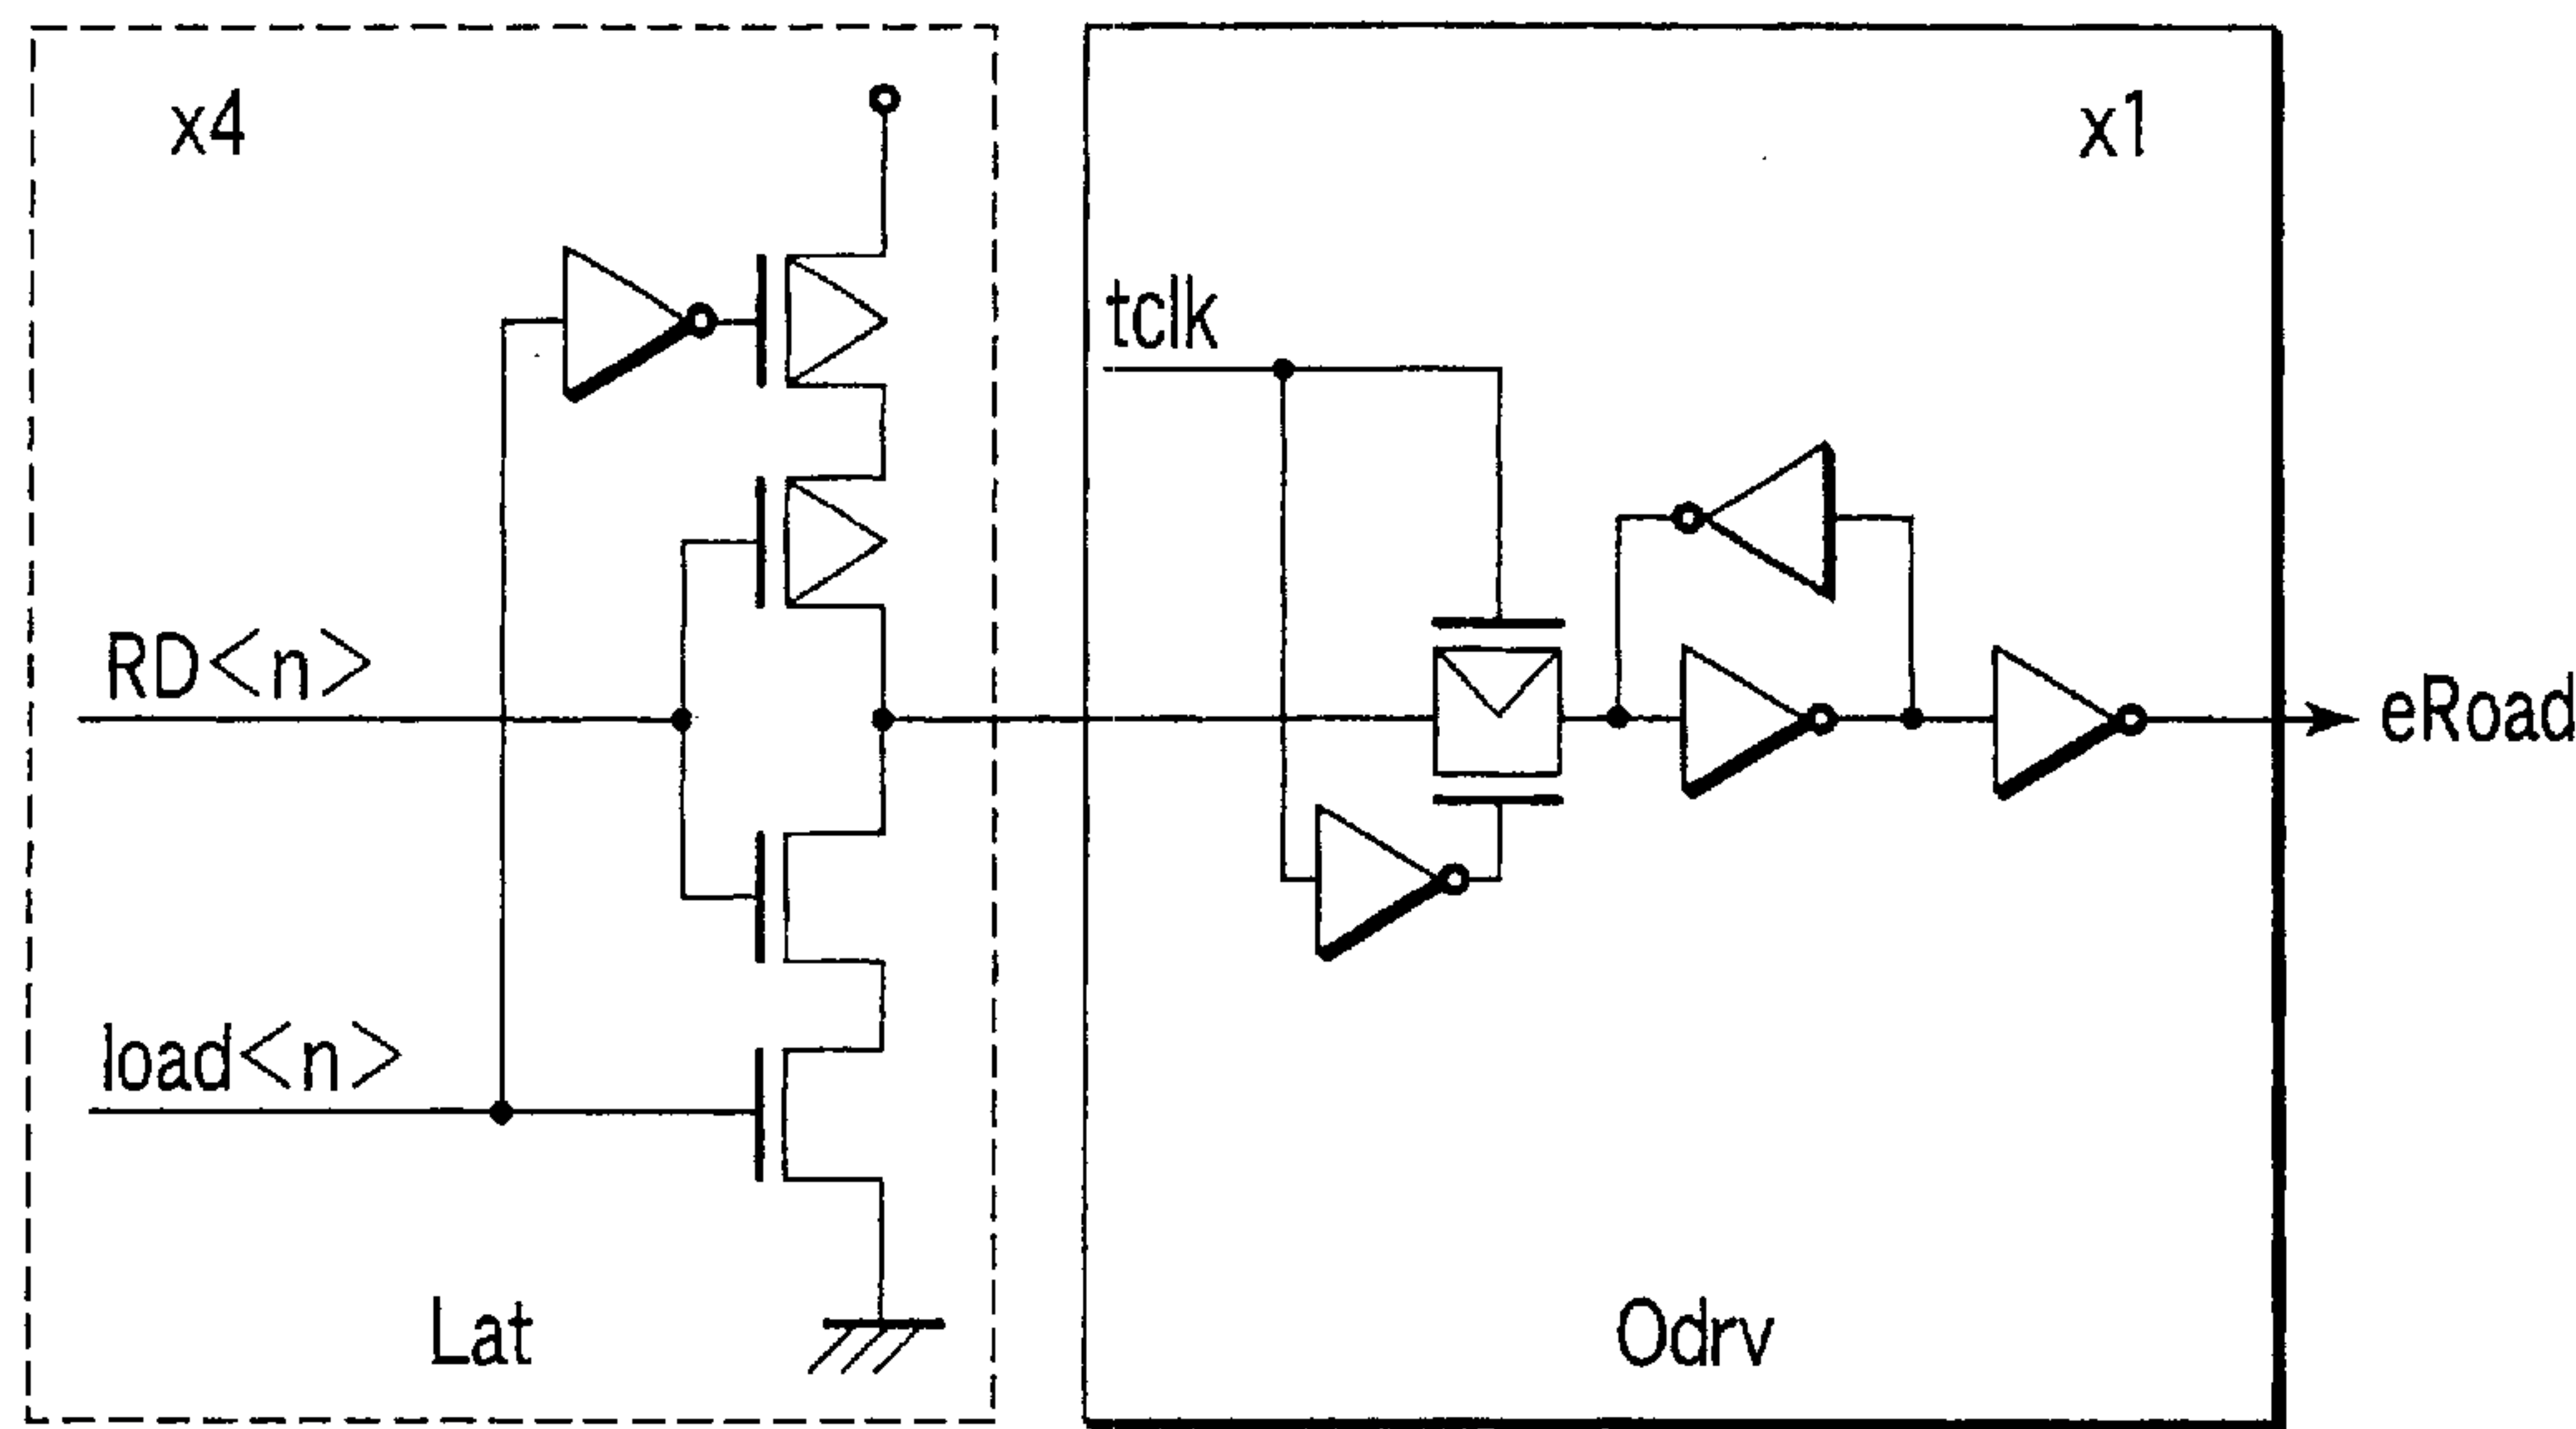 x4
x1
tclk
RD<n>
eRoad
load<n>
Lat
Odrv